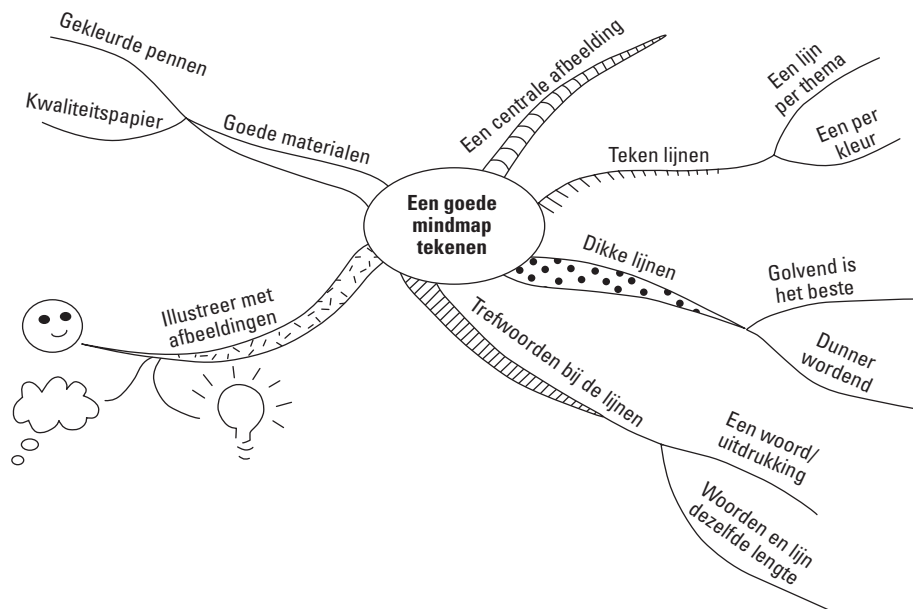 Een goede
mindmap
tekenen
Een centrale afbeelding
Teken lijnen
Een lijn
per thema
Een per
kleur
Dikke lijnen
Golvend is
het beste
Dunner
wordend
Trefwoorden bij de lijnen
Een woord/
uitdrukking
Woorden en lijn
dezelfde lengte
Illustreer met
afbeeldingen
Goede materialen
Gekleurde pennen
Kwaliteitspapier